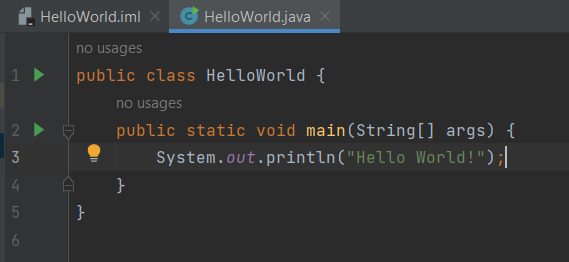 HelloWorld.iml HelloWorld.java
no usages
1 public class HelloWorld {
no usages
2 public static void main(String[] args) {
3 System.out.println("Hello World!");
4 }
5 }
6